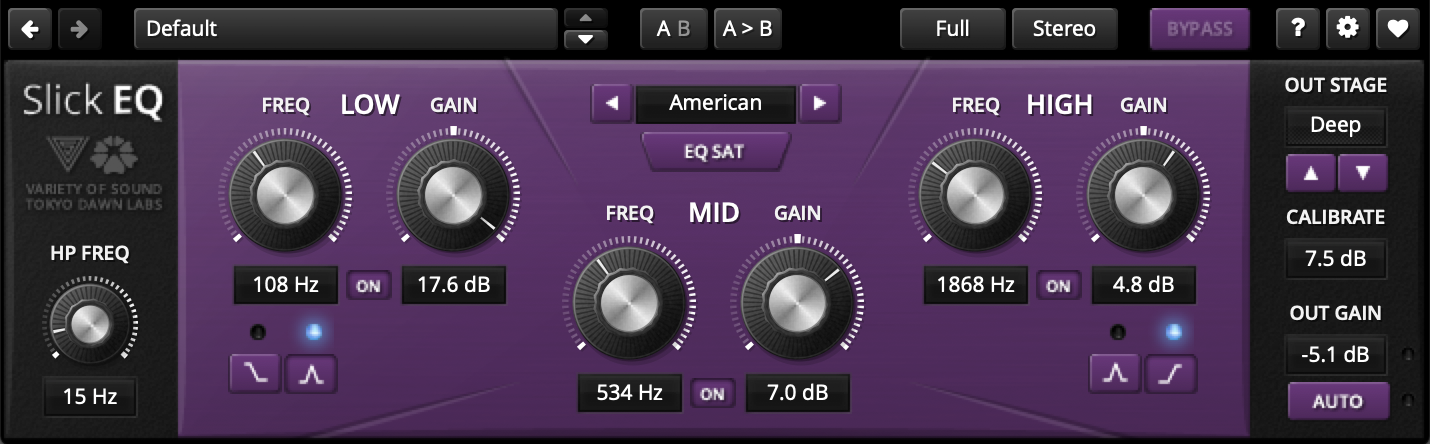 Default
A B
A > B
Full
Stereo
BYPASS
?
Slick EQ
VARIETY OF SOUND
TOKYO DAWN LABS
HP FREQ
15 Hz
FREQ LOW GAIN
108 Hz ON 17.6 dB
American
EQ SAT
FREQ MID GAIN
534 Hz ON 7.0 dB
FREQ HIGH GAIN
1868 Hz ON 4.8 dB
OUT STAGE
Deep
CALIBRATE
7.5 dB
OUT GAIN
-5.1 dB
AUTO